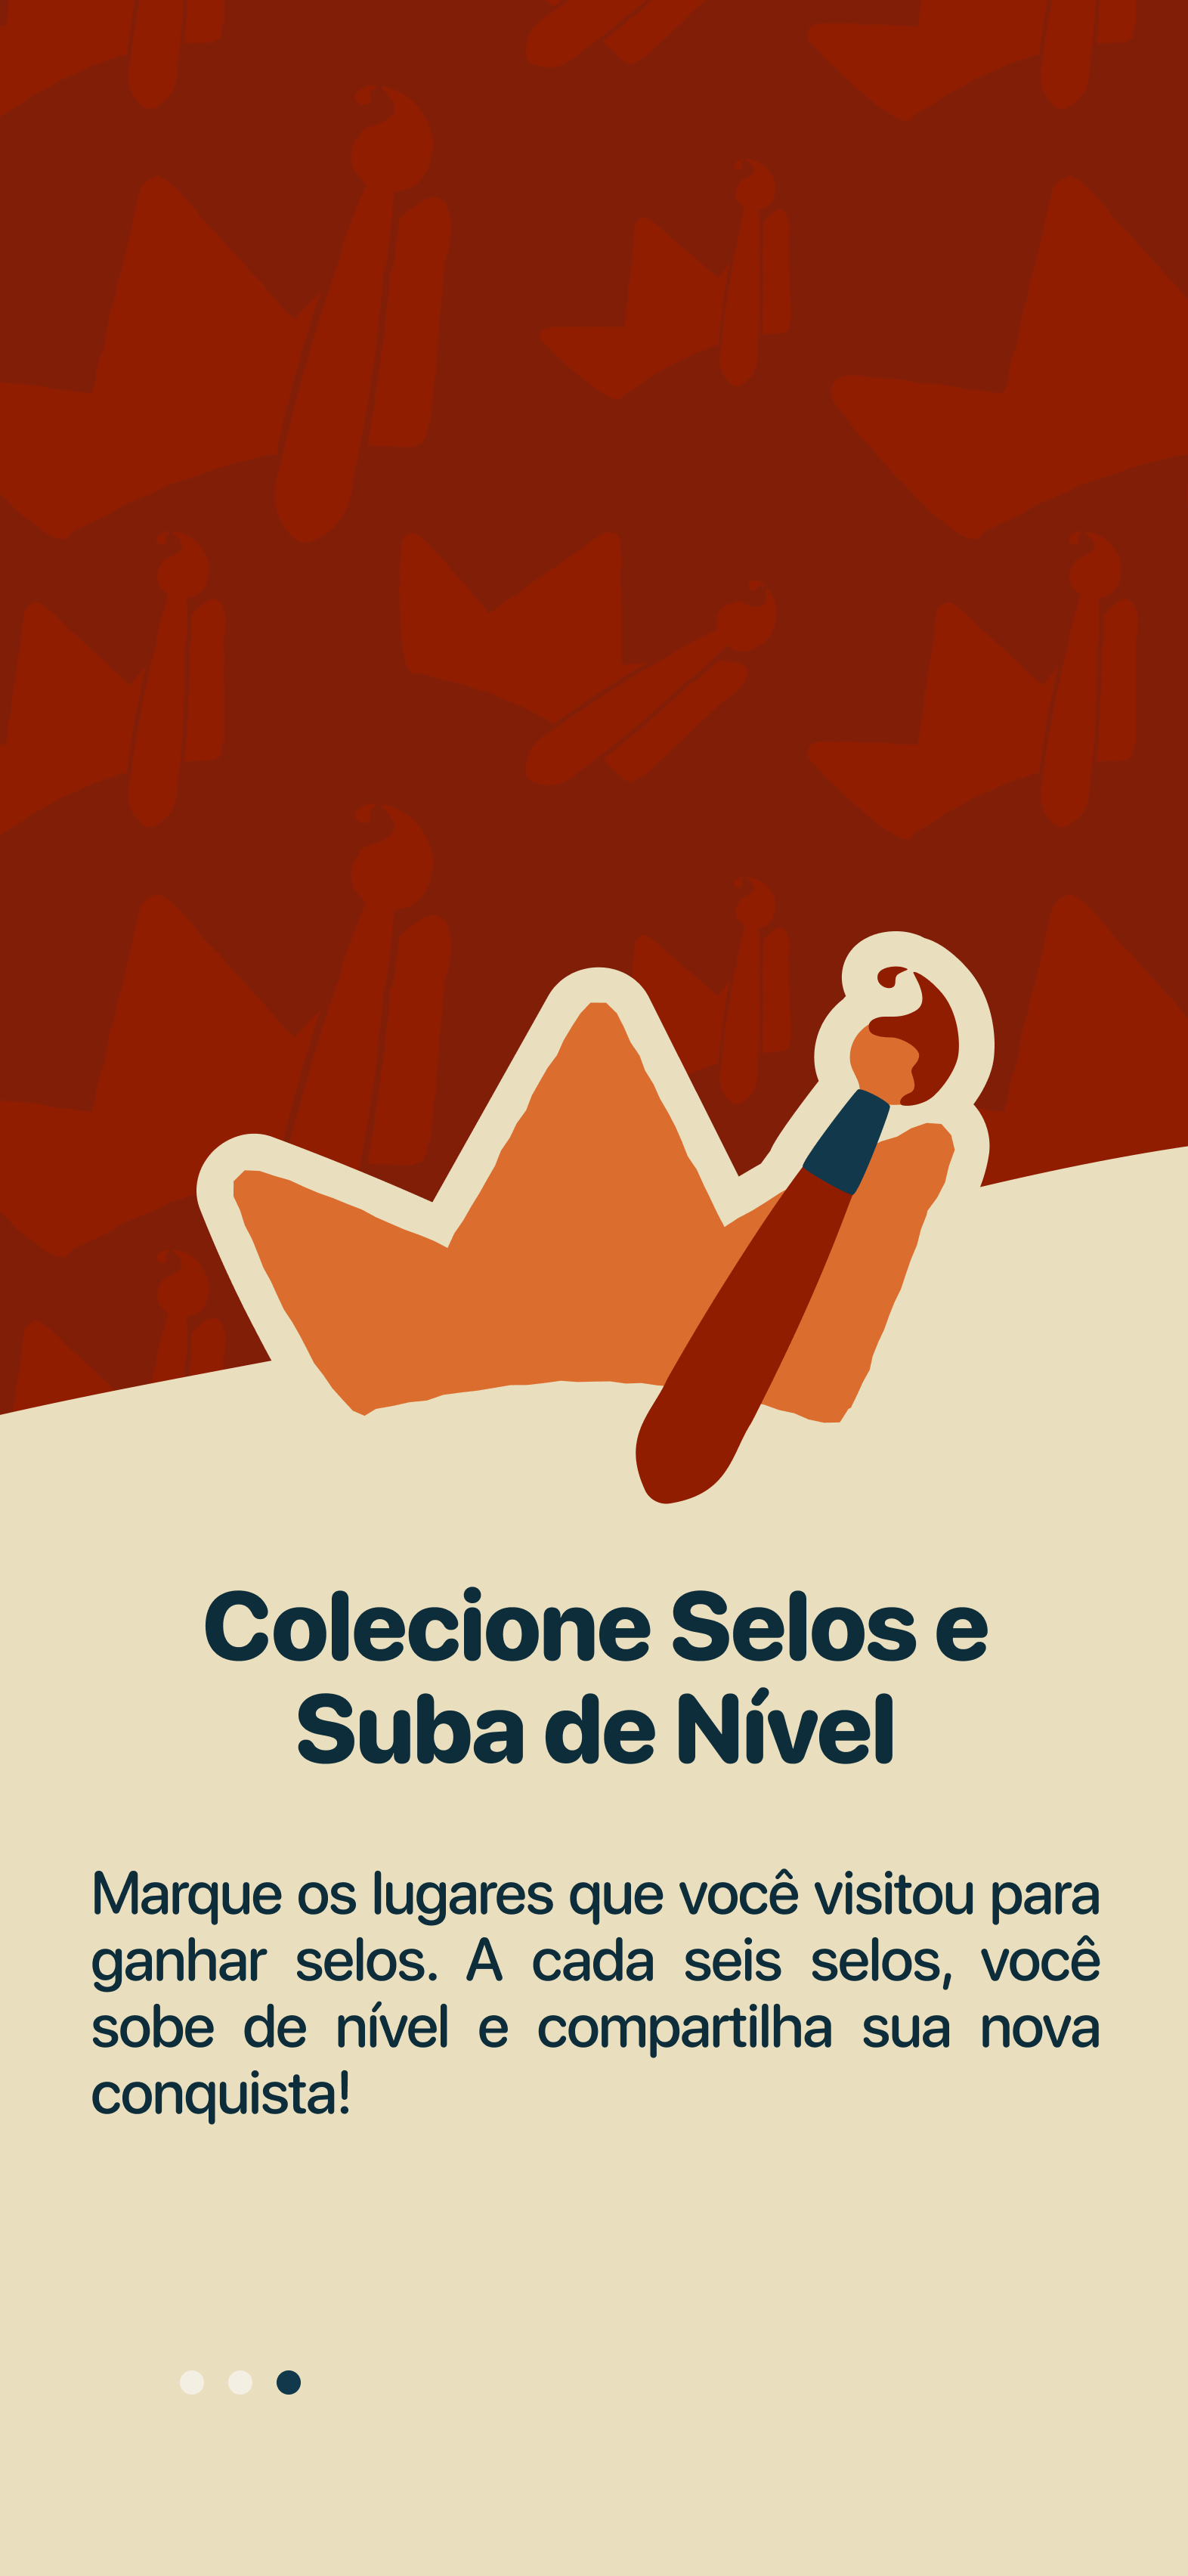 Colecione Selos e
Suba de Nível
Marque os lugares que você visitou para
ganhar selos. A cada seis selos, você
sobe de nível e compartilha sua nova
conquista!